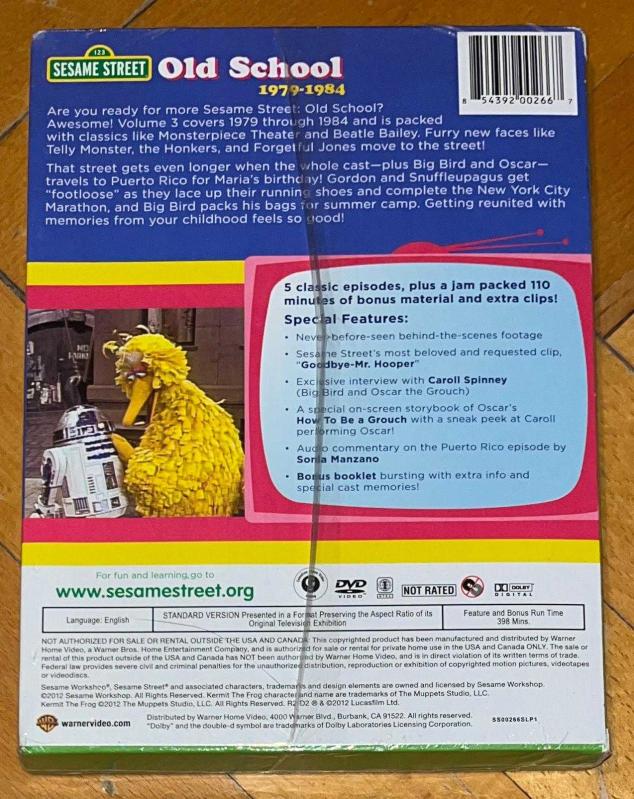 123
SESAME STREET Old School
1979-1984
8 54392 00266 7
Are you ready for more Sesame Street: Old School?
Awesome! Volume 3 covers 1979 through 1984 and is packed
with classics like Monsterpiece Theater and Beatle Bailey. Furry new faces like
Telly Monster, the Honkers, and Forgetful Jones move to the street!
That street gets even longer when the whole cast—plus Big Bird and Oscar—
travels to Puerto Rico for Maria's birthday! Gordon and Snuffleupagus get
"footloose" as they lace up their running shoes and complete the New York City
Marathon, and Big Bird packs his bags for summer camp. Getting reunited with
memories from your childhood feels so good!
5 classic episodes, plus a jam packed 110
minutes of bonus material and extra clips!
Special Features:
• Never-before-seen behind-the-scenes footage
• Sesame Street's most beloved and requested clip,
"Goodbye-Mr. Hooper"
• Exclusive interview with Caroll Spinney
(Big Bird and Oscar the Grouch)
• A special on-screen storybook of Oscar's
How To Be a Grouch with a sneak peek at Caroll
performing Oscar!
• Audio commentary on the Puerto Rico episode by
Sonia Manzano
• Bonus booklet bursting with extra info and
special cast memories!
NO
For fun and learning, go to
www.sesamestreet.org
DVD VIDEO NOT RATED DOLBY DIGITAL
Language: English
STANDARD VERSION Presented in a Format Preserving the Aspect Ratio of its
Original Television Exhibition
Feature and Bonus Run Time
398 Mins.
NOT AUTHORIZED FOR SALE OR RENTAL OUTSIDE THE USA AND CANADA: This copyrighted product has been manufactured and distributed by Warner
Home Video, a Warner Bros. Home Entertainment Company, and is authorized for sale or rental for private home use in the USA and Canada ONLY. The sale or
rental of this product outside of the USA and Canada has NOT been authorized by Warner Home Video, and is in direct violation of its written terms of trade.
Federal law provides severe civil and criminal penalties for the unauthorized distribution, reproduction or exhibition of copyrighted motion pictures, videotapes
or videodiscs.
Sesame Workshop®, Sesame Street® and associated characters, trademarks and design elements are owned and licensed by Sesame Workshop.
©2012 Sesame Workshop. All Rights Reserved. Kermit The Frog character and name are trademarks of The Muppets Studio, LLC.
Kermit The Frog ©2012 The Muppets Studio, LLC. All Rights Reserved. R2-D2 ® & ©2012 Lucasfilm Ltd.
warnervideo.com
Distributed by Warner Home Video, 4000 Warner Blvd., Burbank, CA 91522. All rights reserved.
"Dolby" and the double-d symbol are trademarks of Dolby Laboratories Licensing Corporation.
SS00266SLP1